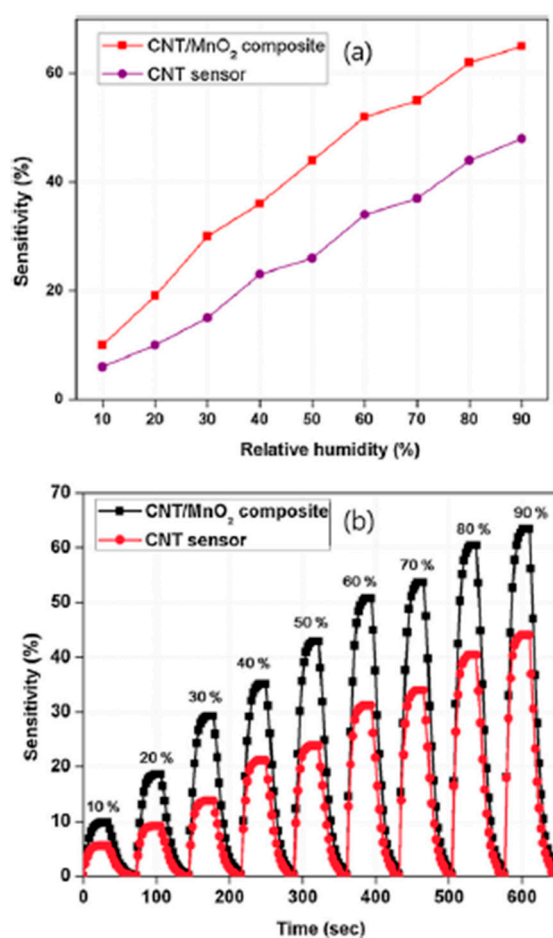 CNT/MnO₂ composite
(a)
CNT sensor
60
40
20
0
Sensitivity (%)
10 20 30 40 50 60 70 80 90
Relative humidity (%)
70
CNT/MnO₂ composite
(b)
CNT sensor
60
50
40
30
20
10
0
Sensitivity (%)
10 %
20 %
30 %
40 %
50 %
60 %
70 %
80 %
90 %
0 100 200 300 400 500 600
Time (sec)